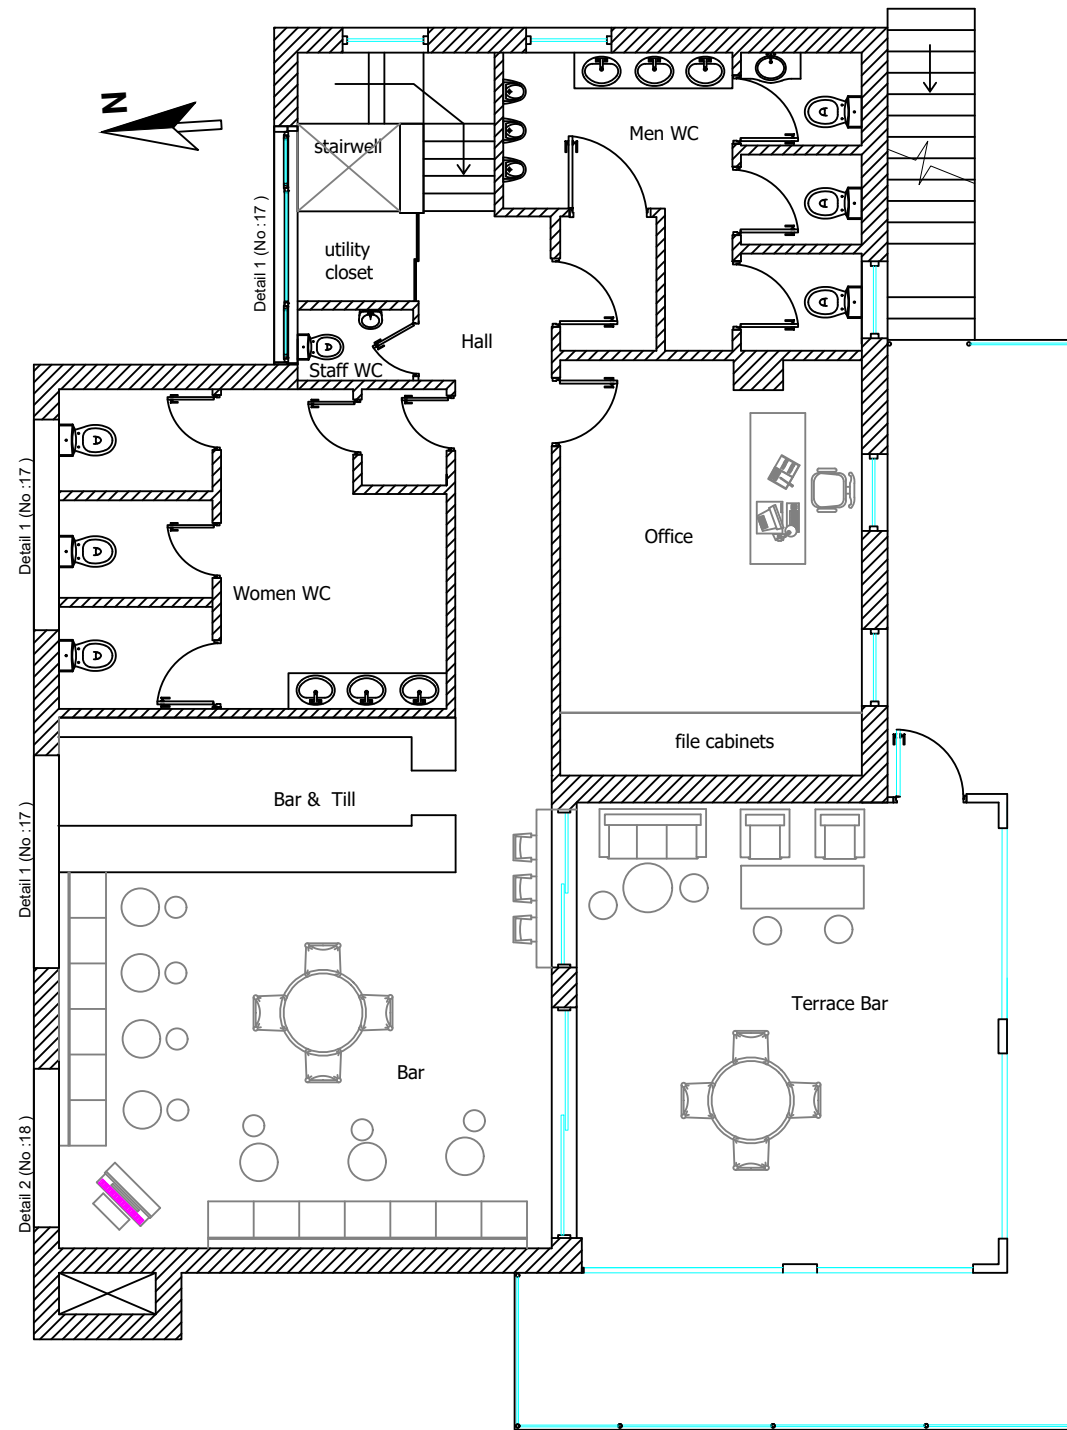 N
stairwell
Men WC
Detail 1 (No :17 )
utility
closet
Hall
Staff WC
Detail 1 (No :17 )
Office
Women WC
file cabinets
Bar & Till
Detail 1 (No :17 )
Terrace Bar
Bar
Detail 2 (No :18 )